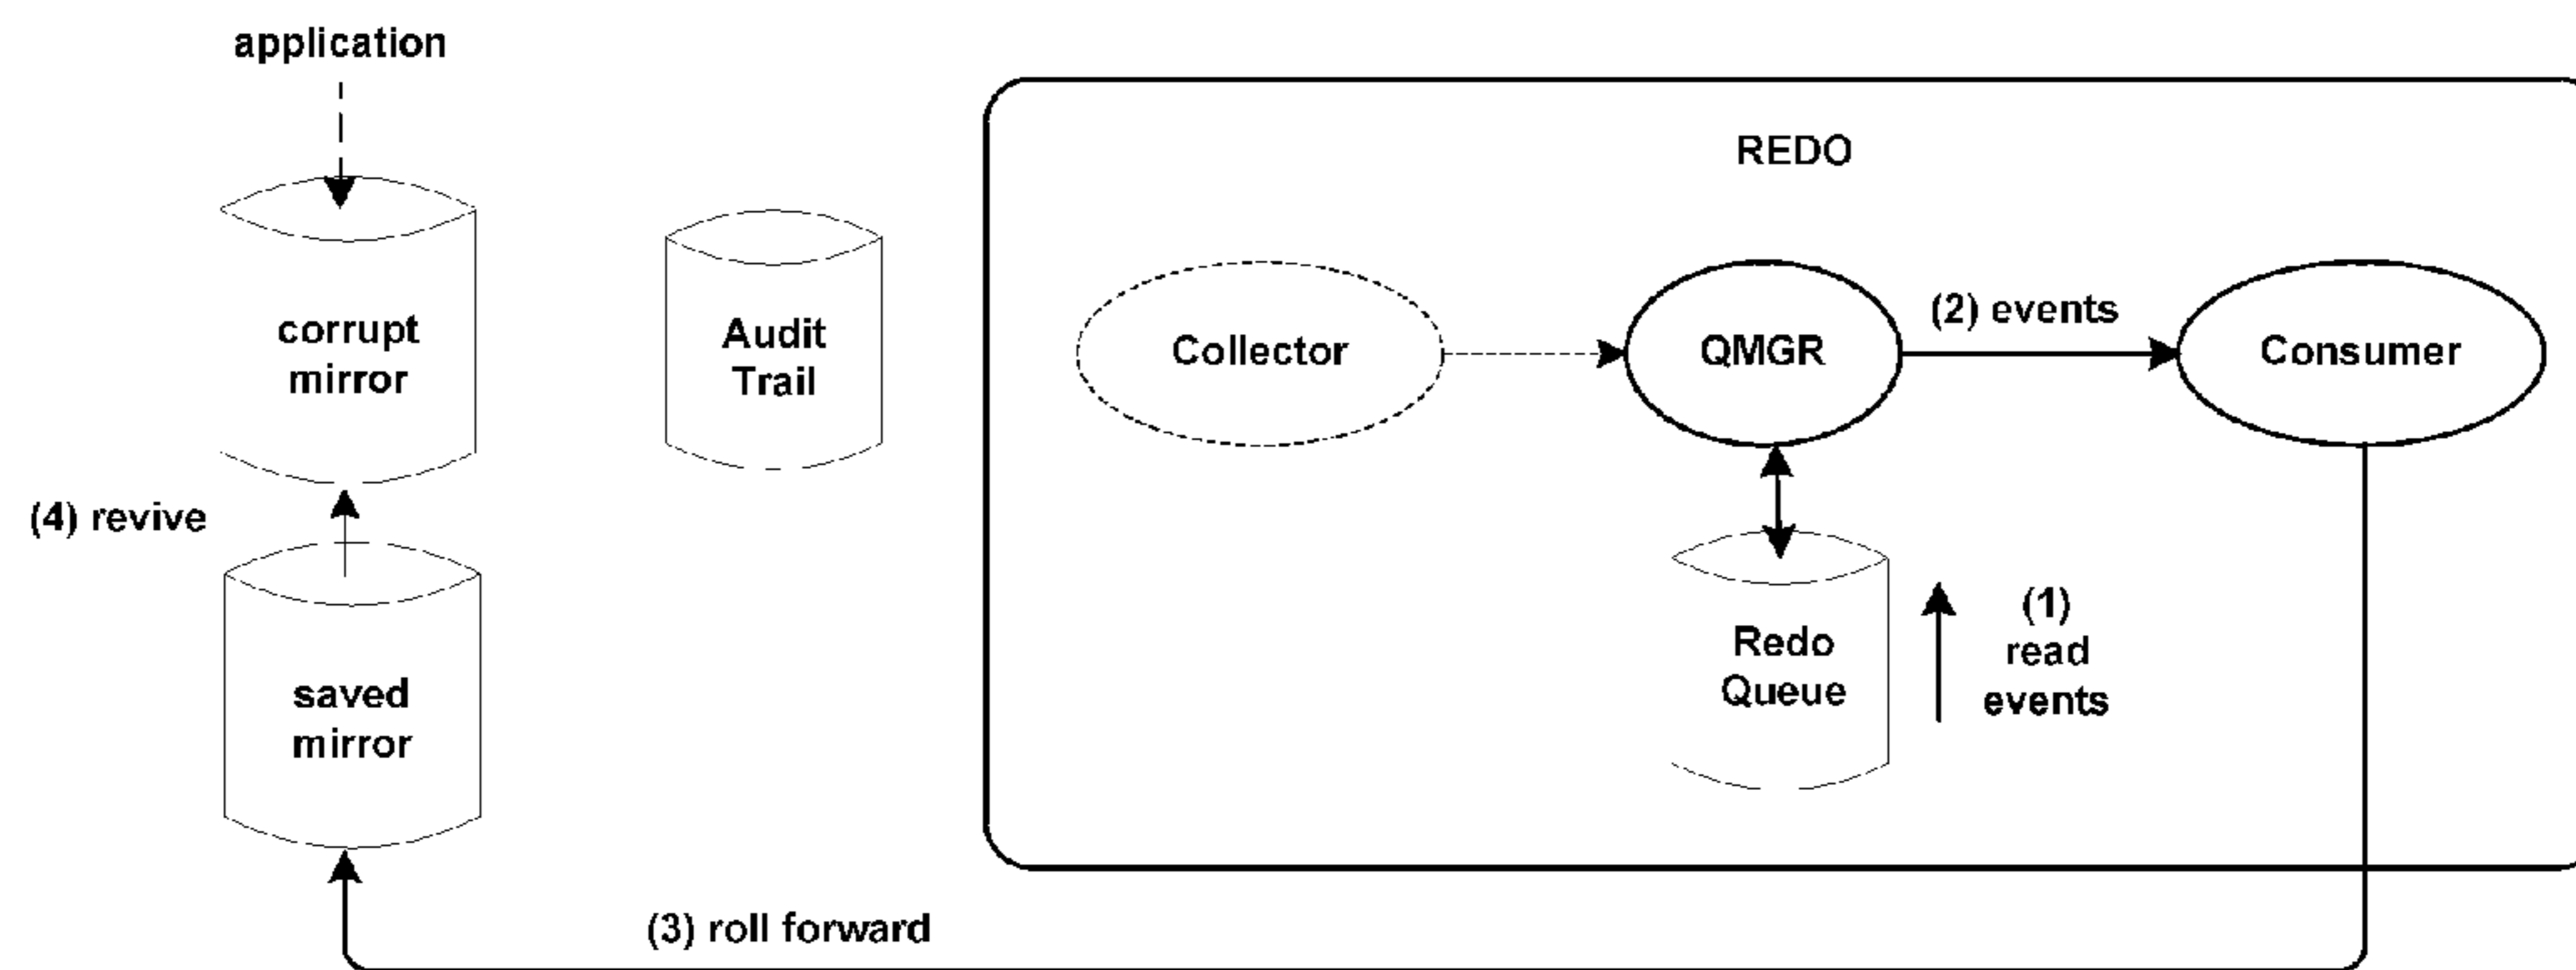 application
REDO
corrupt
mirror
Audit
Trail
Collector
QMGR
(2) events
Consumer
(4) revive
saved
mirror
Redo
Queue
(1)
read
events
(3) roll forward